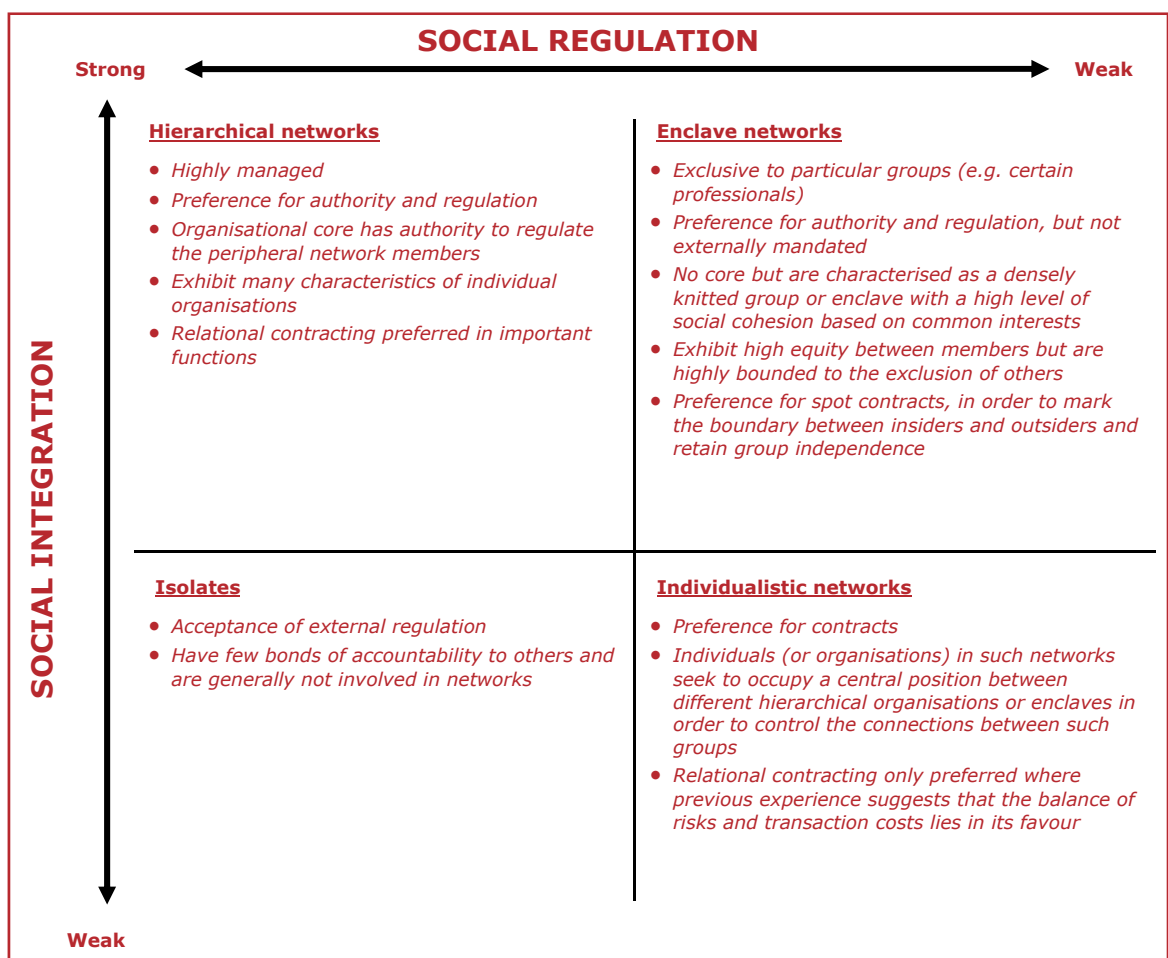 SOCIAL REGULATION
Strong
Weak
SOCIAL INTEGRATION
Hierarchical networks
• Highly managed
• Preference for authority and regulation
• Organisational core has authority to regulate
the peripheral network members
• Exhibit many characteristics of individual
organisations
• Relational contracting preferred in important
functions
Enclave networks
• Exclusive to particular groups (e.g. certain
professionals)
• Preference for authority and regulation, but not
externally mandated
• No core but are characterised as a densely
knitted group or enclave with a high level of
social cohesion based on common interests
• Exhibit high equity between members but are
highly bounded to the exclusion of others
• Preference for spot contracts, in order to mark
the boundary between insiders and outsiders and
retain group independence
Isolates
• Acceptance of external regulation
• Have few bonds of accountability to others and
are generally not involved in networks
Individualistic networks
• Preference for contracts
• Individuals (or organisations) in such networks
seek to occupy a central position between
different hierarchical organisations or enclaves in
order to control the connections between such
groups
• Relational contracting only preferred where
previous experience suggests that the balance of
risks and transaction costs lies in its favour
Weak